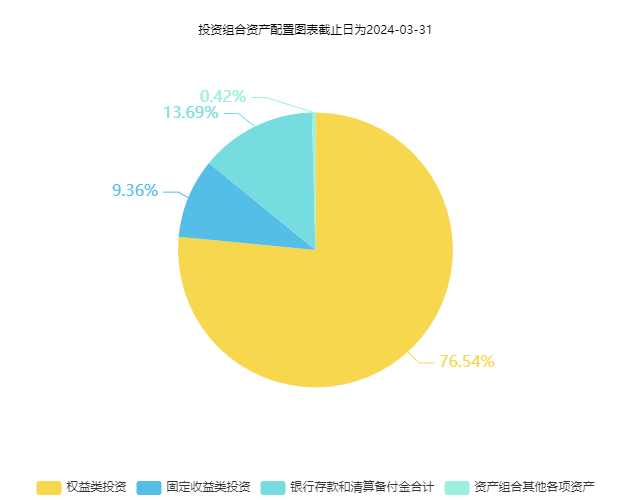 投资组合资产配置图表截止日为2024-03-31
0.42%
13.69%
9.36%
76.54%
权益类投资 固定收益类投资 银行存款和清算备付金合计 资产组合其他各项资产